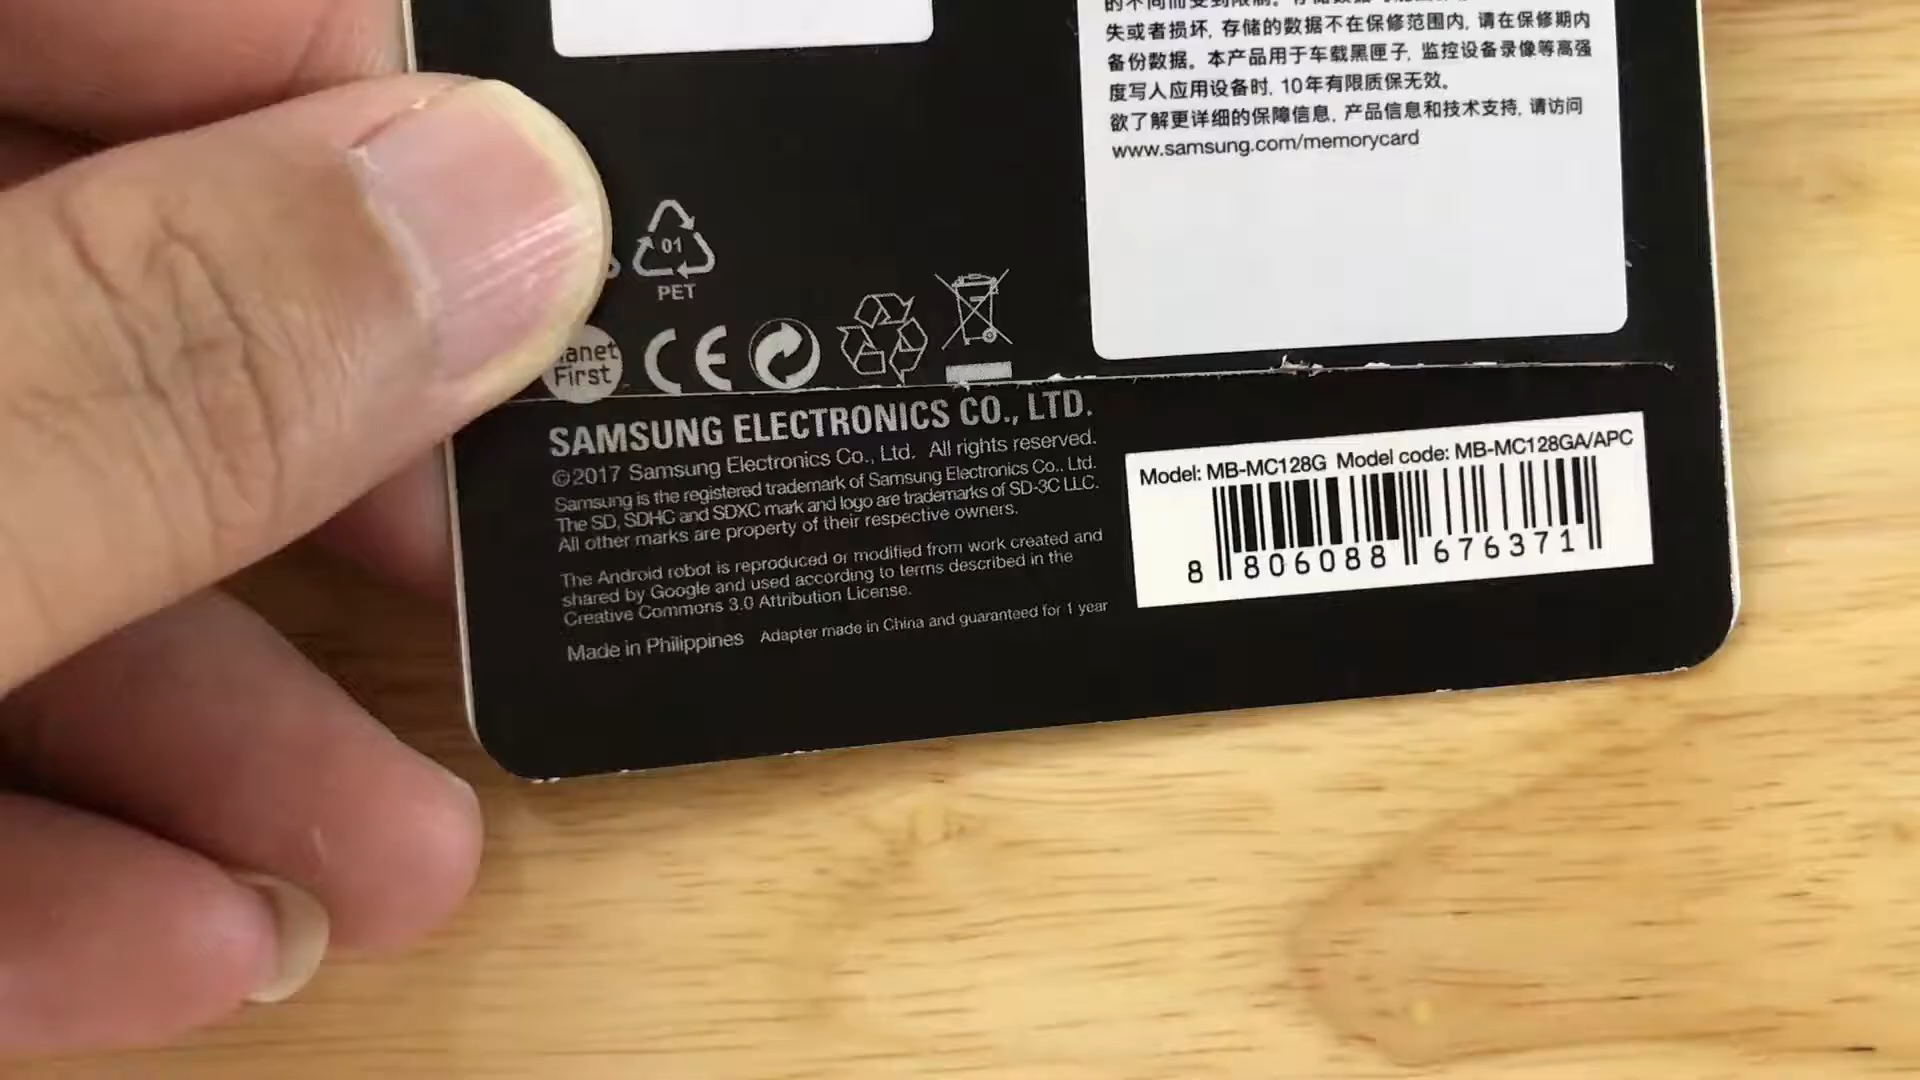 失或者损坏, 存储的数据不在保修范围内, 请在保修期内
备份数据。本产品用于车载黑匣子, 监控设备录像等高强
度写入应用设备时, 10年有限质保无效。
欲了解更详细的保障信息, 产品信息和技术支持, 请访问
www.samsung.com/memorycard
01
PET
First
CE
SAMSUNG ELECTRONICS CO., LTD.
©2017 Samsung Electronics Co., Ltd. All rights reserved.
Samsung is the registered trademark of Samsung Electronics Co., Ltd.
The SD, SDHC and SDXC mark and logo are trademarks of SD-3C LLC.
All other marks are property of their respective owners.
The Android robot is reproduced or modified from work created and
shared by Google and used according to terms described in the
Creative Commons 3.0 Attribution License.
Made in Philippines Adapter made in China and guaranteed for 1 year
Model: MB-MC128G Model code: MB-MC128GA/APC
8 806088 676371